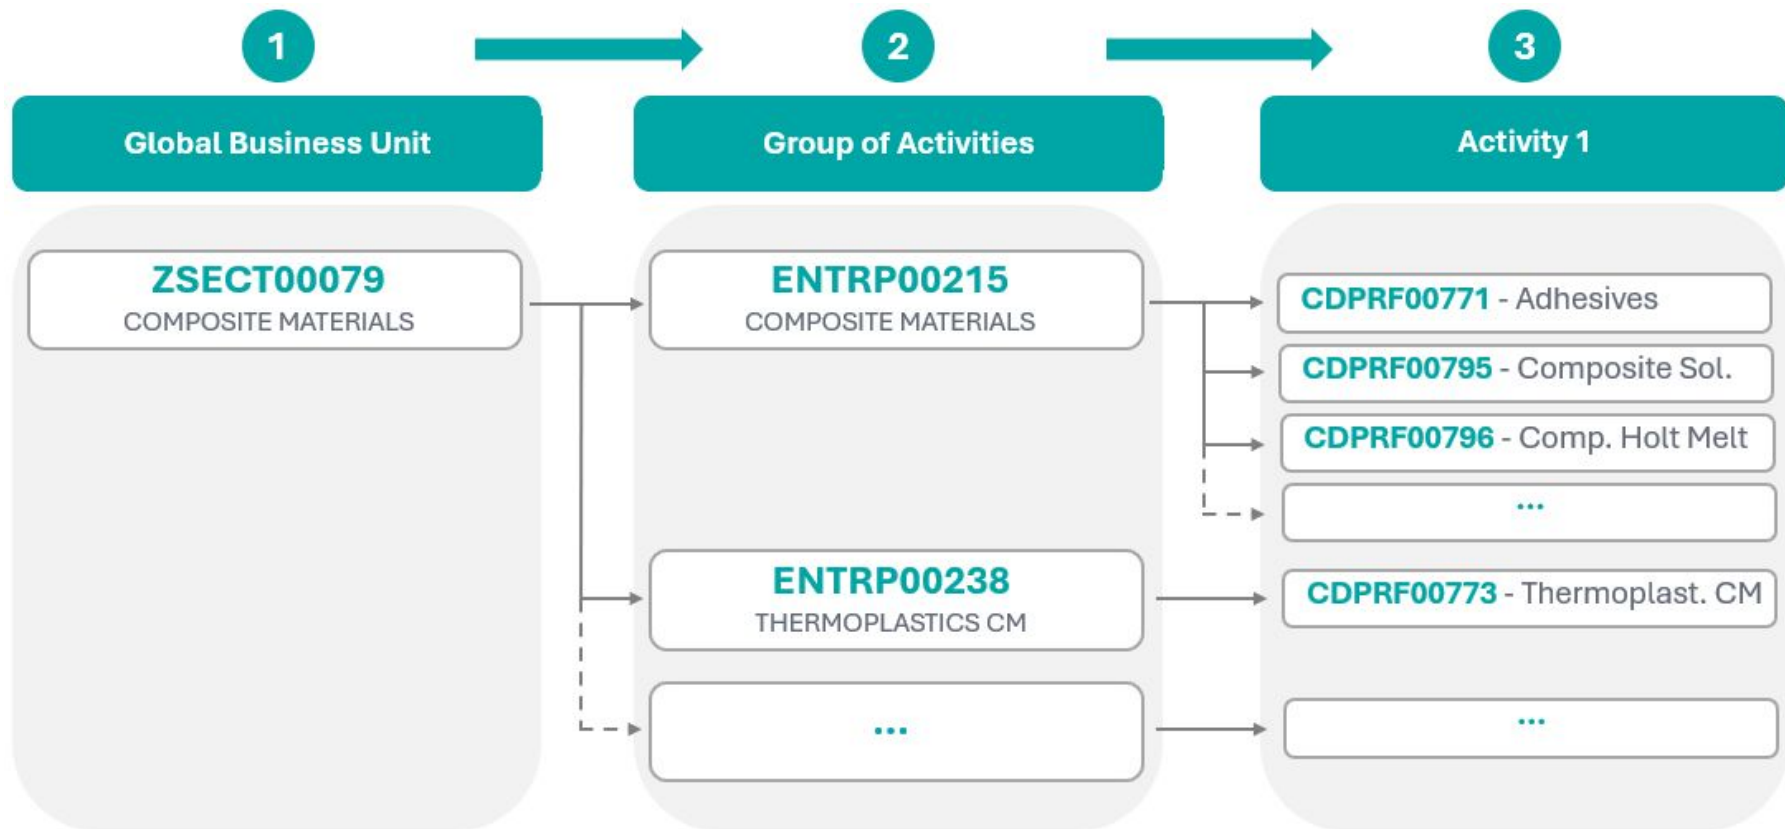 1
2
3
Global Business Unit
Group of Activities
Activity 1
ZSECT00079
COMPOSITE MATERIALS
ENTRP00215
COMPOSITE MATERIALS
CDPRF00771 - Adhesives
CDPRF00795 - Composite Sol.
CDPRF00796 - Comp. Holt Melt
...
ENTRP00238
THERMOPLASTICS CM
CDPRF00773 - Thermoplast. CM
...
...